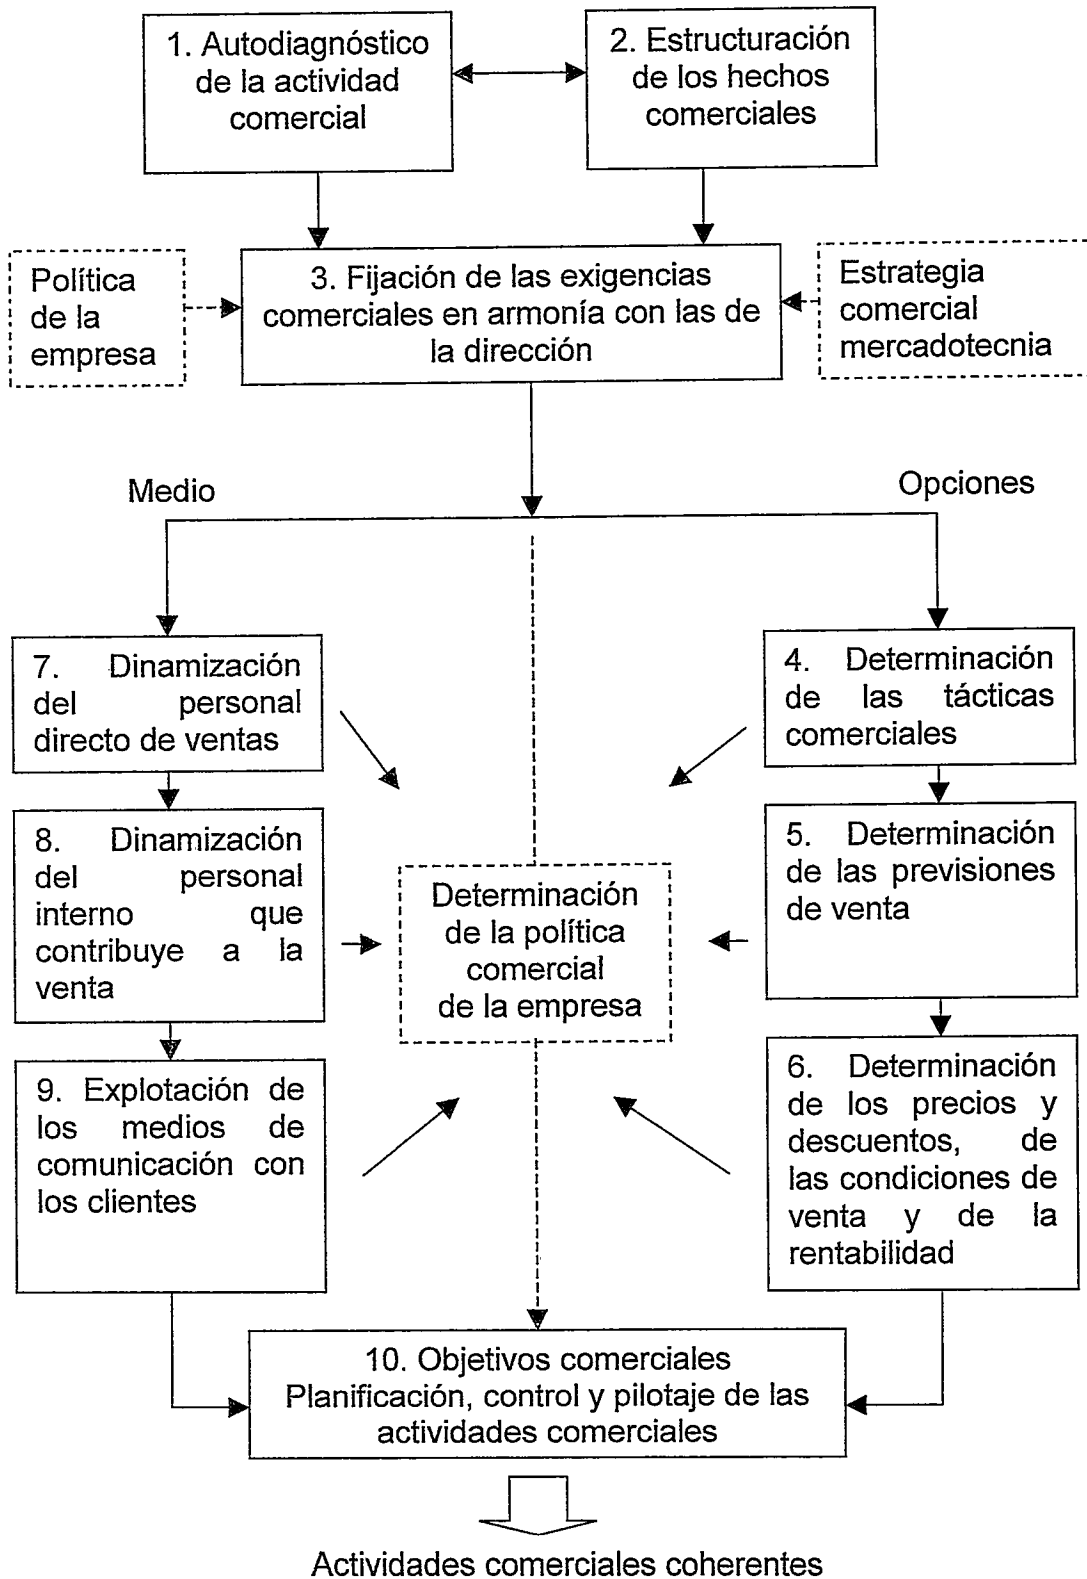 1. Autodiagnóstico
de la actividad
comercial
2. Estructuración
de los hechos
comerciales
Política
de la
empresa
3. Fijación de las exigencias
comerciales en armonía con las de
la dirección
Estrategia
comercial
mercadotecnia
Medio
Opciones
7. Dinamización
del personal
directo de ventas
4. Determinación
de las tácticas
comerciales
8. Dinamización
del personal
interno que
contribuye a la
venta
5. Determinación
de las previsiones
de venta
Determinación
de la política
comercial
de la empresa
9. Explotación de
los medios de
comunicación con
los clientes
6. Determinación
de los precios y
descuentos, de
las condiciones de
venta y de la
rentabilidad
10. Objetivos comerciales
Planificación, control y pilotaje de las
actividades comerciales
Actividades comerciales coherentes